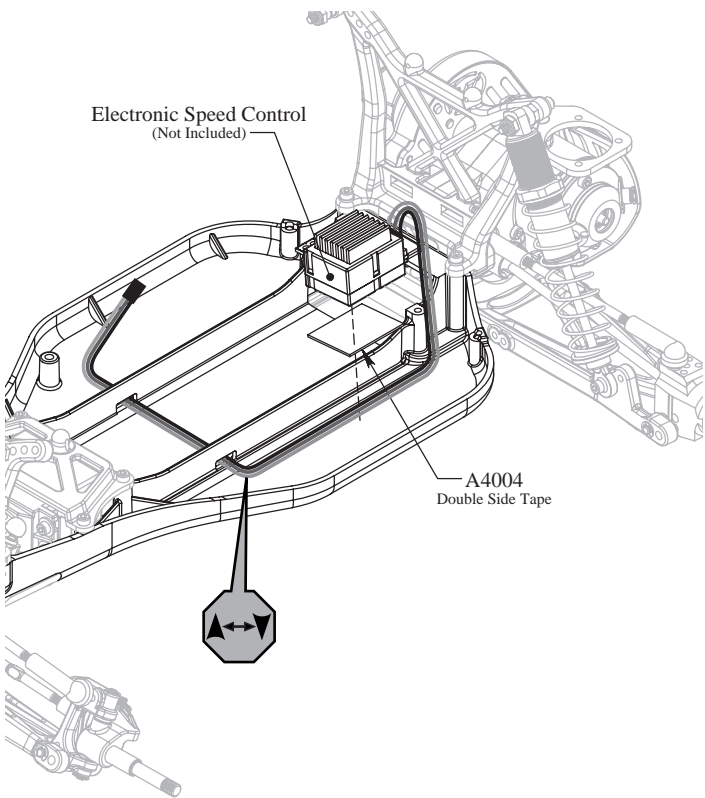 Electronic Speed Control
(Not Included)
A4004
Double Side Tape